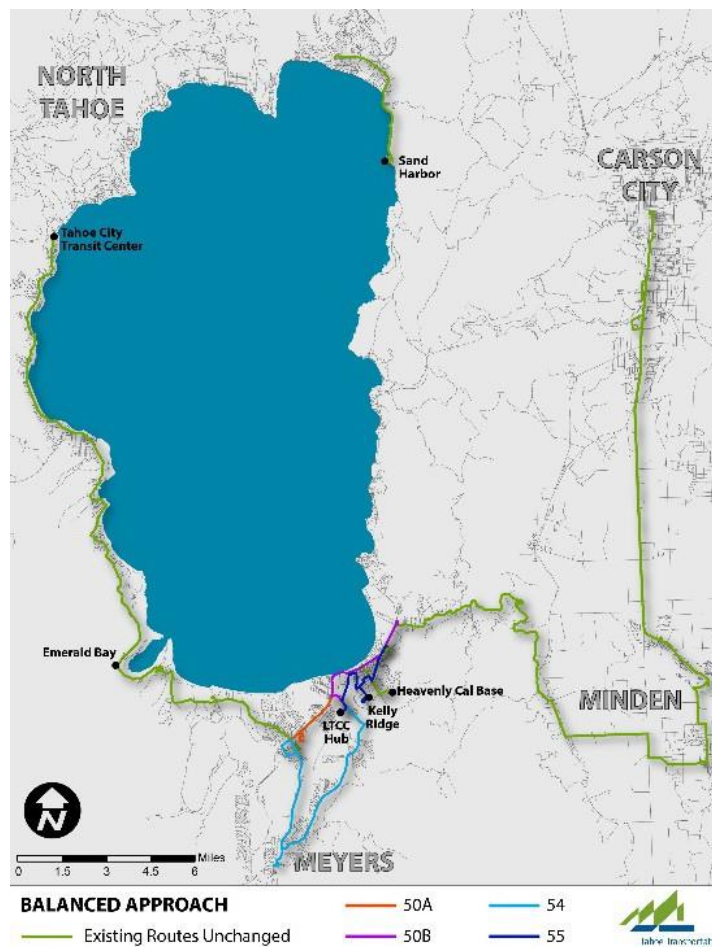 NORTH
TAHOE
Sand
Harbor
CARSON
CITY
Tahoe City
Transit Center
Emerald Bay
Heavenly Cal Base
Kelly
Ridge
LTCC
Hub
MINDEN
N
Miles
0 1.5 3 4.5 6
MEYERS
BALANCED APPROACH
50A
54
Existing Routes Unchanged
50B
55
Tahoe Transportat